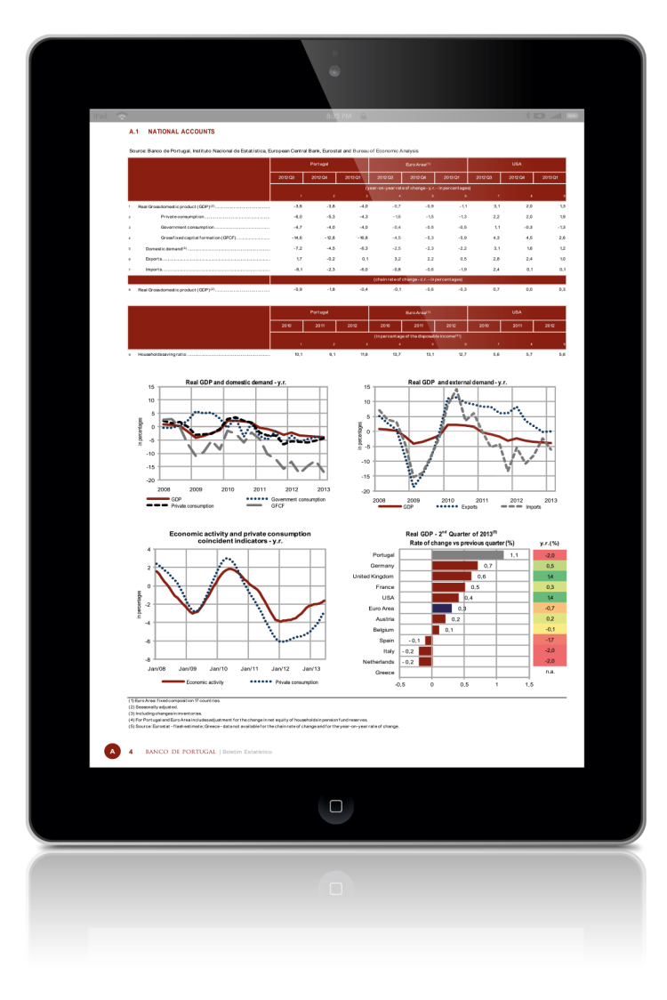 iPad 8:35 PM
A.1 NATIONAL ACCOUNTS
Source: Banco de Portugal, Instituto Nacional de Estatística, European Central Bank, Eurostat and Bureau of Economic Analysis
Portugal Euro Area(1) USA
2012 Q3 2012 Q4 2013 Q1 2012 Q3 2012 Q4 2013 Q1 2012 Q3 2012 Q4 2013 Q1
(year-on-year rate of change - y.r. - in percentages)
1 2 3 4 5 6 7 8 9
1 Real Gross domestic product (GDP)(2) -3,8 -3,8 -4,0 -0,7 -0,9 -1,1 3,1 2,0 1,3
2 Private consumption -6,0 -5,3 -4,3 -1,6 -1,5 -1,3 2,2 2,0 1,9
3 Government consumption -4,7 -4,0 -4,0 -0,4 -0,5 -0,5 1,1 -0,3 -1,3
4 Gross fixed capital formation (GFCF) -14,6 -12,8 -16,8 -4,5 -5,3 -5,9 4,3 4,5 2,6
5 Domestic demand(3) -7,2 -4,5 -6,3 -2,5 -2,3 -2,2 3,1 1,6 1,2
6 Exports 1,7 -0,2 0,1 3,2 2,2 0,5 2,8 2,4 1,0
7 Imports -8,1 -2,3 -6,0 -0,8 -0,6 -1,9 2,4 0,1 0,1
(chain rate of change - c.r. - in percentages)
8 Real Gross domestic product (GDP)(2) -0,9 -1,8 -0,4 -0,1 -0,6 -0,3 0,7 0,0 0,3
Portugal Euro Area(1) USA
2010 2011 2012 2010 2011 2012 2010 2011 2012
(in percentage of the disposable income(4))
1 2 3 4 5 6 7 8 9
9 Households saving ratio 10,1 9,1 11,6 13,7 13,1 12,7 5,6 5,7 5,6
Real GDP and domestic demand - y.r.
in percentages
15
10
5
0
-5
-10
-15
-20
2008 2009 2010 2011 2012 2013
GDP Government consumption
Private consumption GFCF
Real GDP and external demand - y.r.
in percentages
15
10
5
0
-5
-10
-15
-20
2008 2009 2010 2011 2012 2013
GDP Exports Imports
Economic activity and private consumption
coincident indicators - y.r.
in percentages
4
2
0
-2
-4
-6
-8
Jan/08 Jan/09 Jan/10 Jan/11 Jan/12 Jan/13
Economic activity Private consumption
Real GDP - 2nd Quarter of 2013(5)
Rate of change vs previous quarter (%) y.r. (%)
Portugal 1.1 -2,0
Germany 0,7 0,5
United Kingdom 0,6 1,4
France 0,5 0,3
USA 0,4 1,4
Euro Area 0,3 -0,7
Austria 0,2 0,2
Belgium 0,1 -0,1
Spain - 0,1 -1,7
Italy - 0,2 -2,0
Netherlands - 0,2 -2,0
Greece n.a.
-0,5 0 0,5 1 1,5
(1) Euro Area: fixed composition 17 countries.
(2) Seasonally adjusted.
(3) Including changes in inventories.
(4) For Portugal and Euro Area includes adjustment for the change in net equity of households in pension fund reserves.
(5) Source: Eurostat - flash estimate; Greece - data not available for the chain rate of change and for the year-on-year rate of change.
A 4 BANCO DE PORTUGAL | Boletim Estatístico